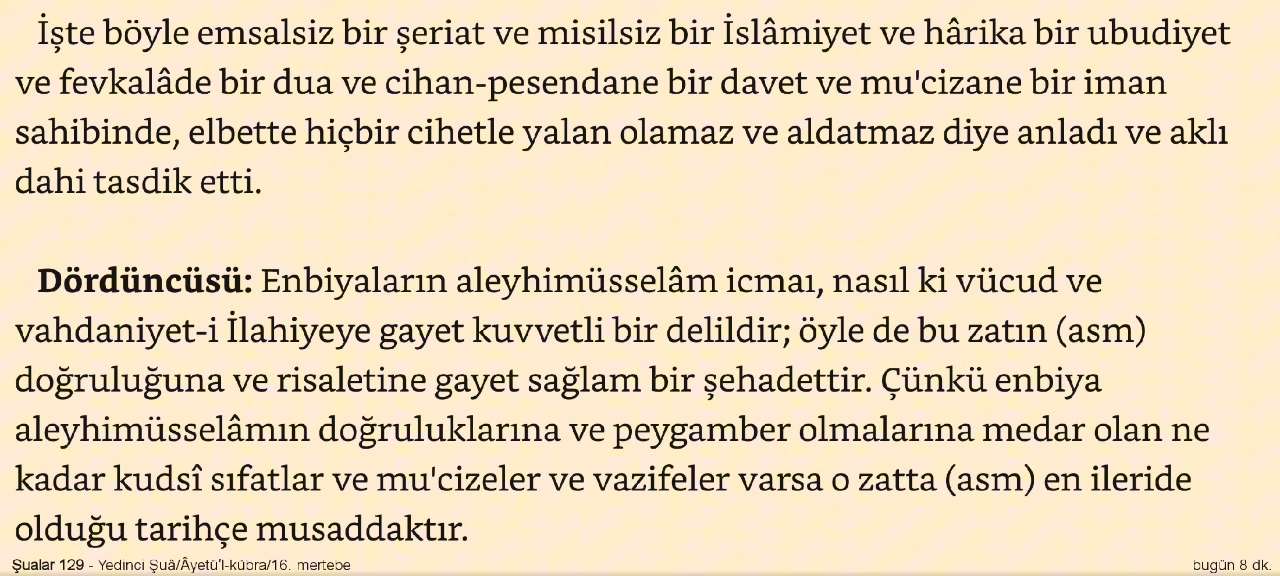 İşte böyle emsalsiz bir şeriat ve misilsiz bir İslâmiyet ve hârika bir ubudiyet
ve fevkalâde bir dua ve cihan-pesendane bir davet ve mu'cizane bir iman
sahibinde, elbette hiçbir cihetle yalan olamaz ve aldatmaz diye anladı ve aklı
dahi tasdik etti.
Dördüncüsü: Enbiyaların aleyhimüsselâm icmaı, nasıl ki vücud ve
vahdaniyet-i İlahiyeye gayet kuvvetli bir delildir; öyle de bu zatın (asm)
doğruluğuna ve risaletine gayet sağlam bir şehadettir. Çünkü enbiya
aleyhimüsselâmın doğruluklarına ve peygamber olmalarına medar olan ne
kadar kudsî sıfatlar ve mu'cizeler ve vazifeler varsa o zatta (asm) en ileride
olduğu tarihçe musaddaktır.
Şualar 129 - Yedinci Şuâ/Âyetü'l-kübra/16. mertebe
bugün 8 dk.